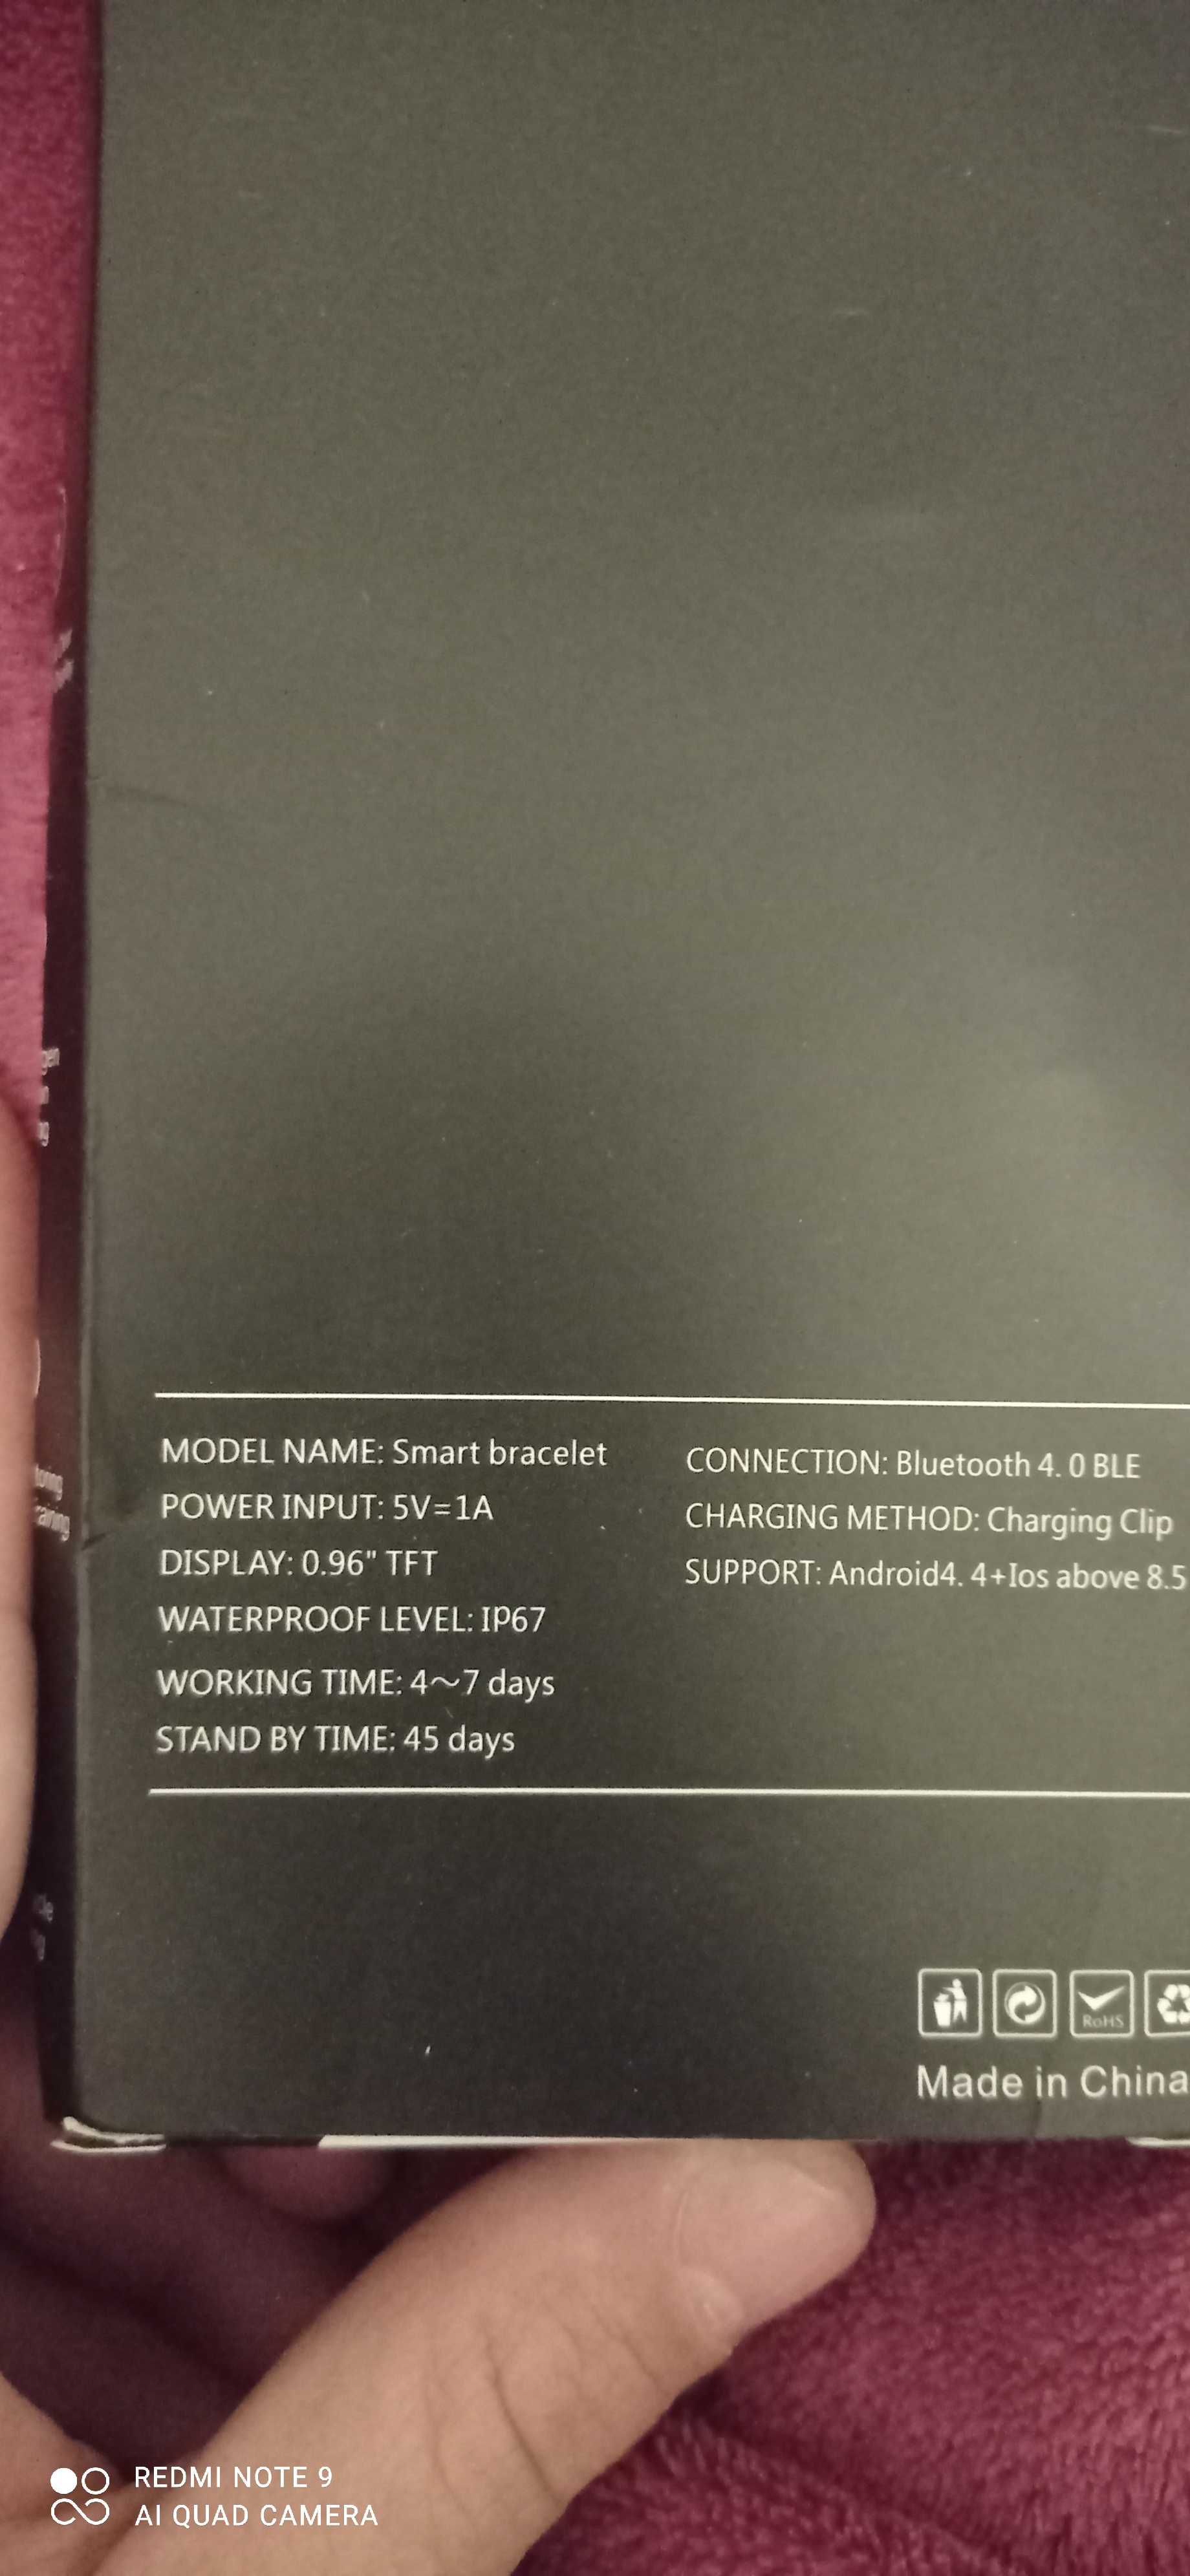 MODEL NAME: Smart bracelet
POWER INPUT: 5V=1A
DISPLAY: 0.96" TFT
WATERPROOF LEVEL: IP67
WORKING TIME: 4～7 days
STAND BY TIME: 45 days
CONNECTION: Bluetooth 4. 0 BLE
CHARGING METHOD: Charging Clip
SUPPORT: Android4. 4+Ios above 8.5
RoHS
Made in China
REDMI NOTE 9
AI QUAD CAMERA